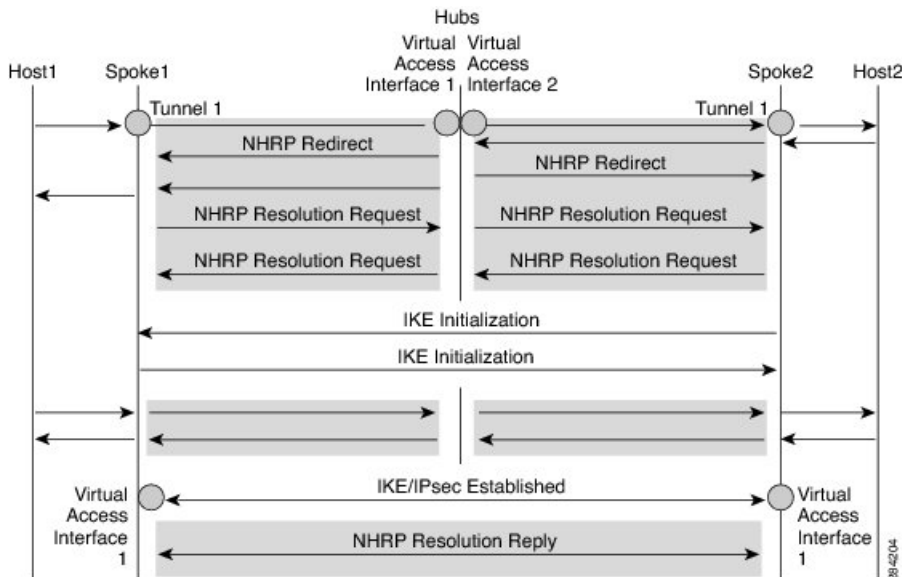 Hubs
Virtual Access Interface 1
Virtual Access Interface 2
Host1
Spoke1
Spoke2
Host2
Tunnel 1
Tunnel 1
NHRP Redirect
NHRP Redirect
NHRP Resolution Request
NHRP Resolution Request
NHRP Resolution Request
NHRP Resolution Request
IKE Initialization
IKE Initialization
IKE/IPsec Established
Virtual
Access
Interface
1
Virtual
Access
Interface
1
NHRP Resolution Reply